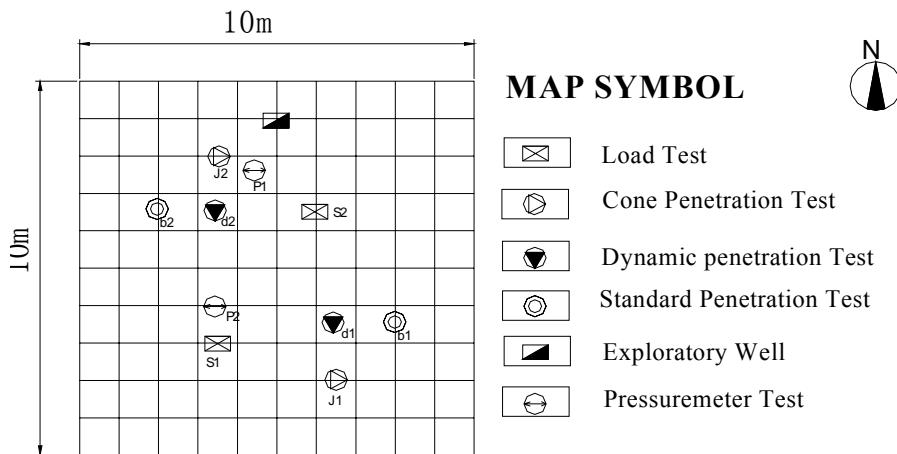 10m
N
MAP SYMBOL
Load Test
J2
P1
Cone Penetration Test
b2
d2
S2
10m
Dynamic penetration Test
Standard Penetration Test
P2
d1
b1
S1
Exploratory Well
J1
Pressuremeter Test